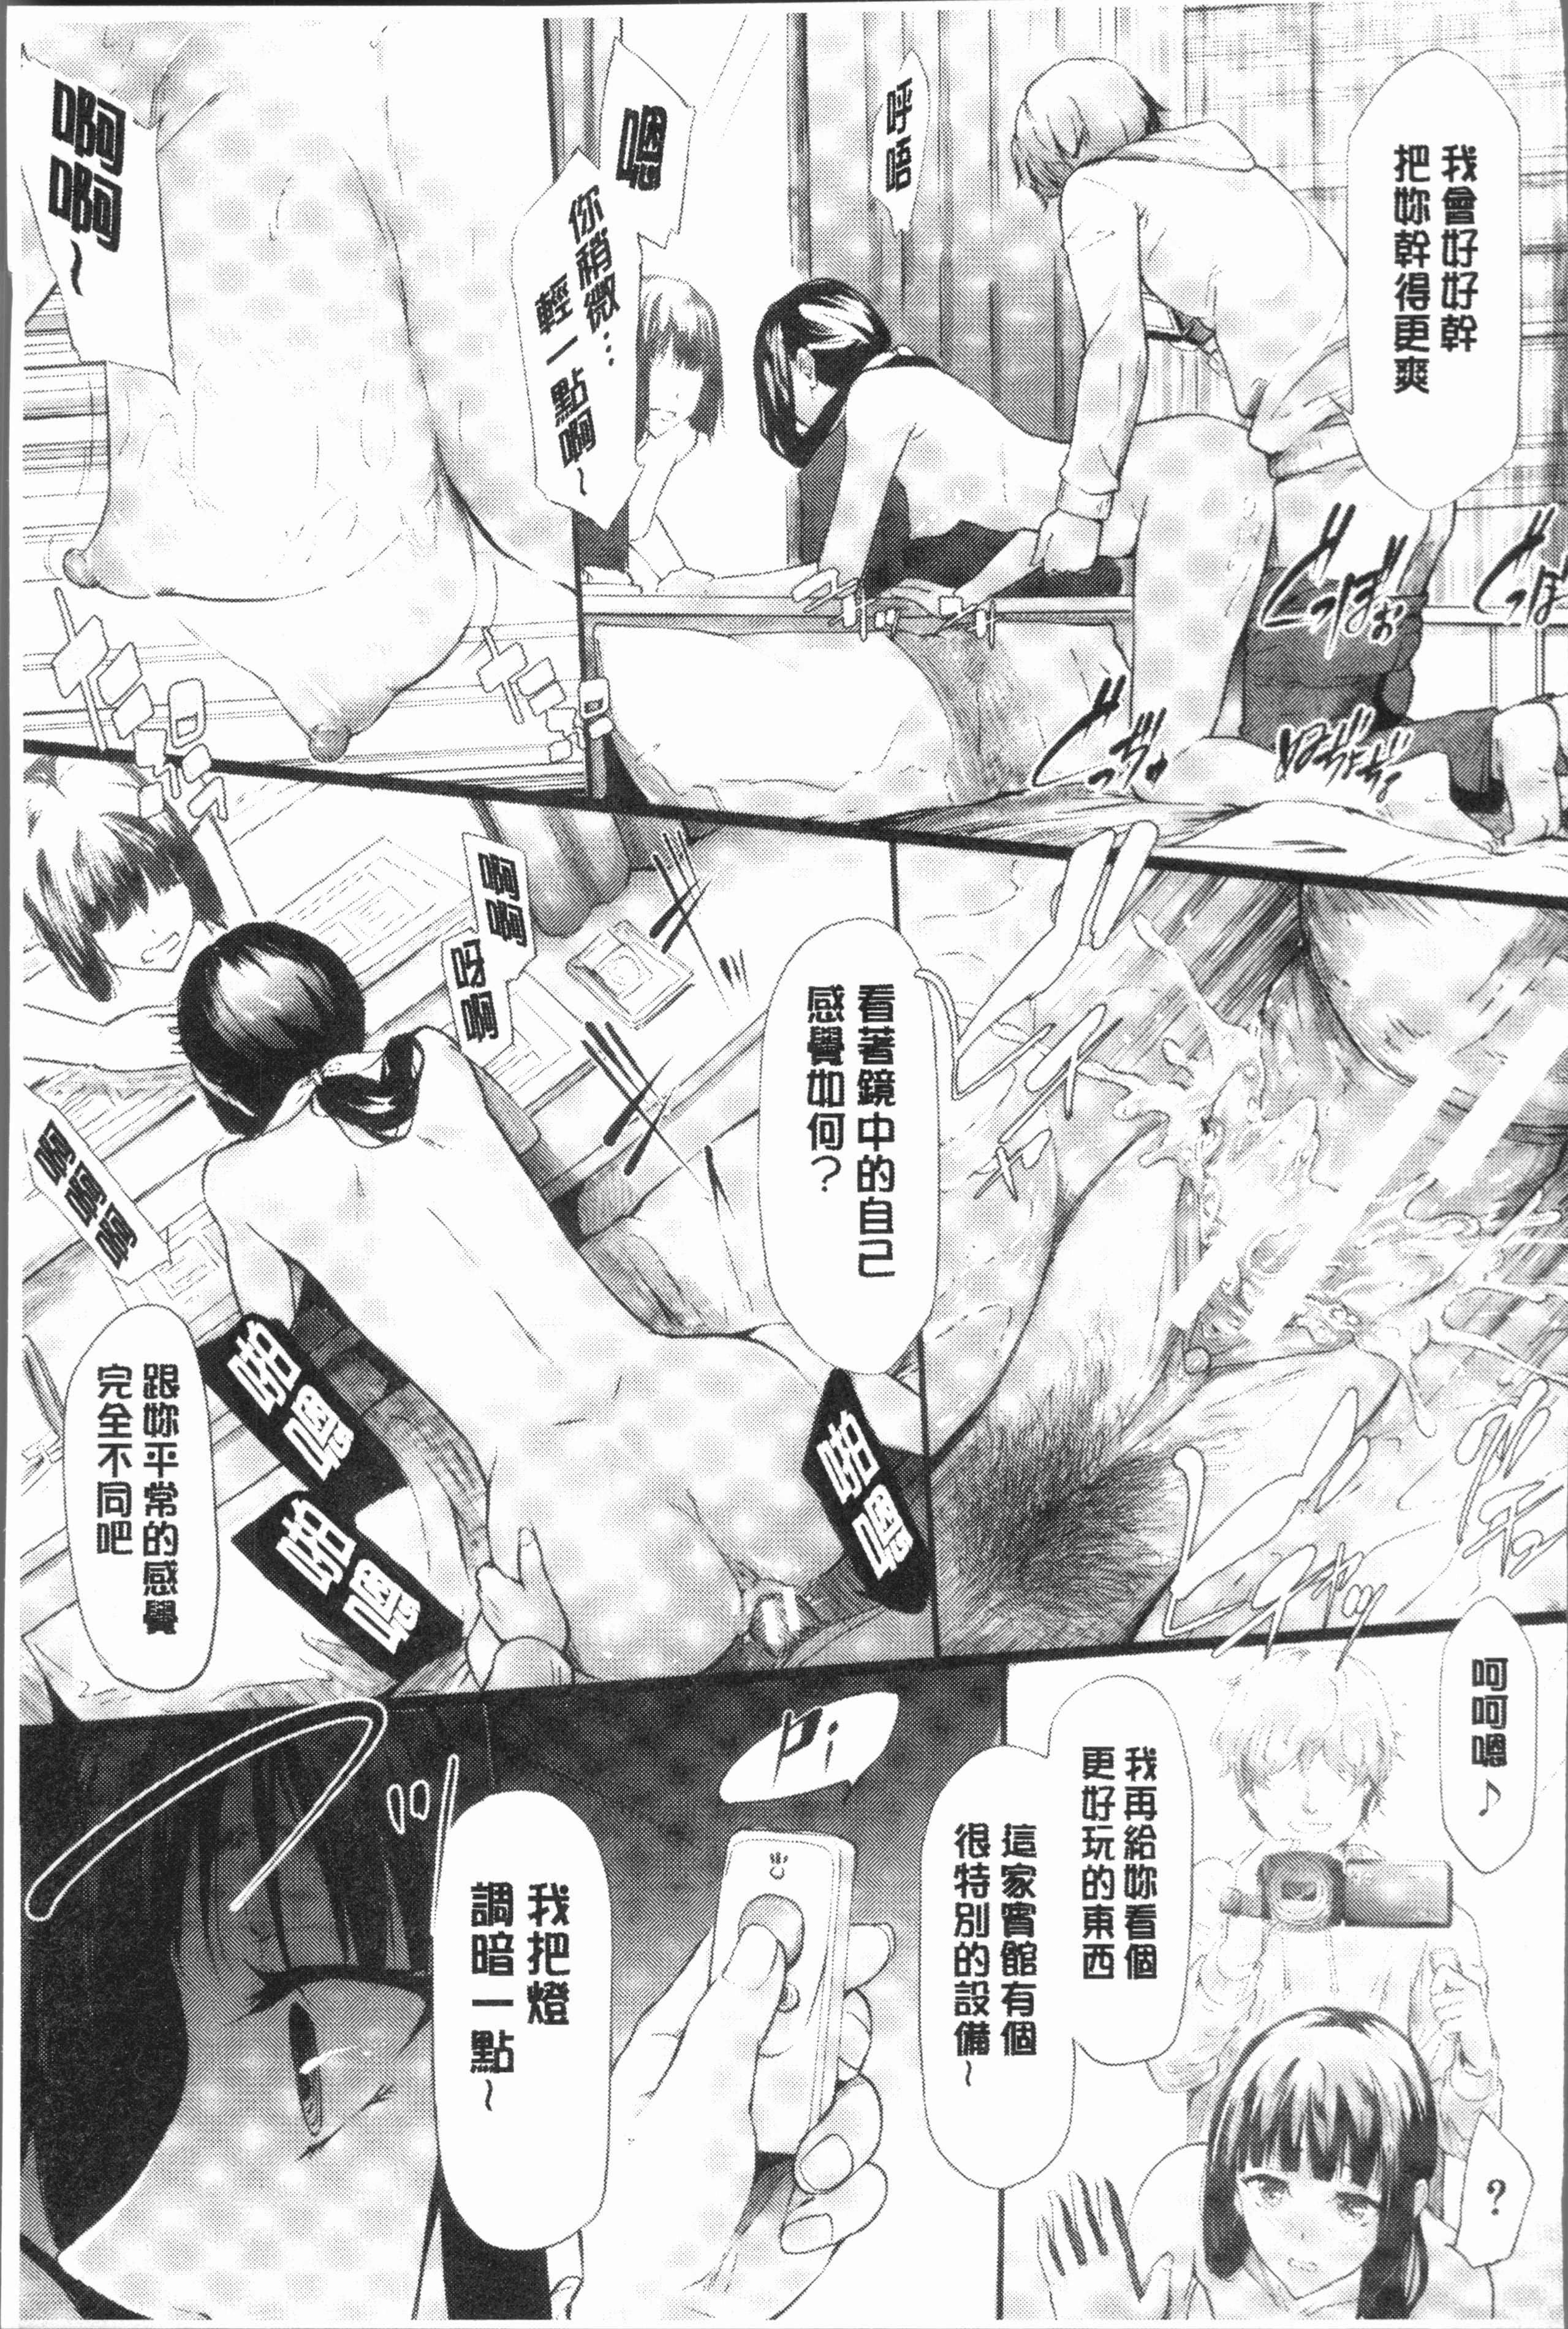 我會好好幹
把妳幹得更爽
呼唔
嗯
你稍微…
輕一點啊~
啊啊~
看著鏡中的自己
感覺如何?
跟妳平常的感覺
完全不同吧
啪嗯
啪嗯
啪嗯
呵呵嗯♪
我再給妳看個
更好玩的東西
這家賓館有個
很特別的設備~
?
Pi
我把燈
調暗一點~